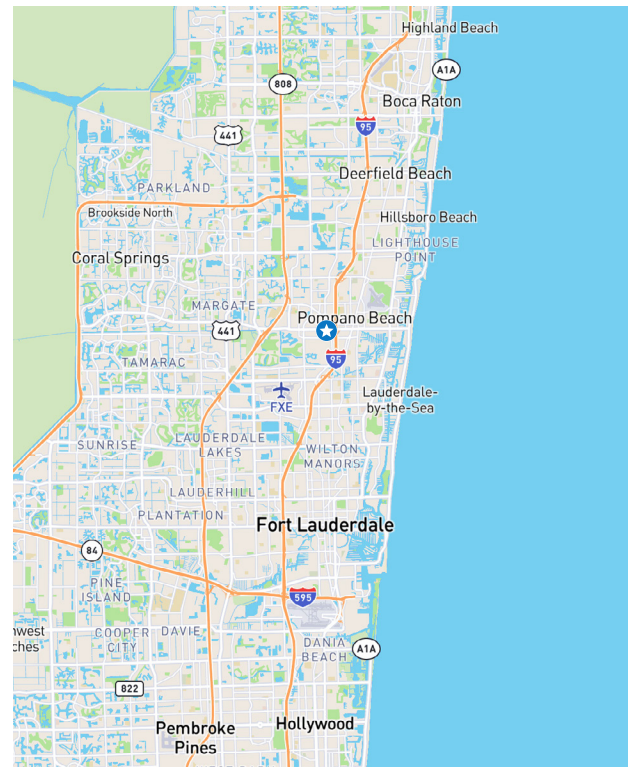 Highland Beach
A1A
808
Boca Raton
95
441
Deerfield Beach
PARKLAND
Brookside North
Hillsboro Beach
LIGHTHOUSE
POINT
Coral Springs
MARGATE
Pompano Beach
441
95
TAMARAC
FXE
Lauderdale-
by-the-Sea
LAUDERDALE
LAKES
SUNRISE
WILTON
MANORS
LAUDERHILL
PLANTATION
Fort Lauderdale
84
PINE
ISLAND
595
COOPER
CITY
DAVIE
nwest
ches
DANIA
BEACH
A1A
822
Pembroke
Pines
Hollywood